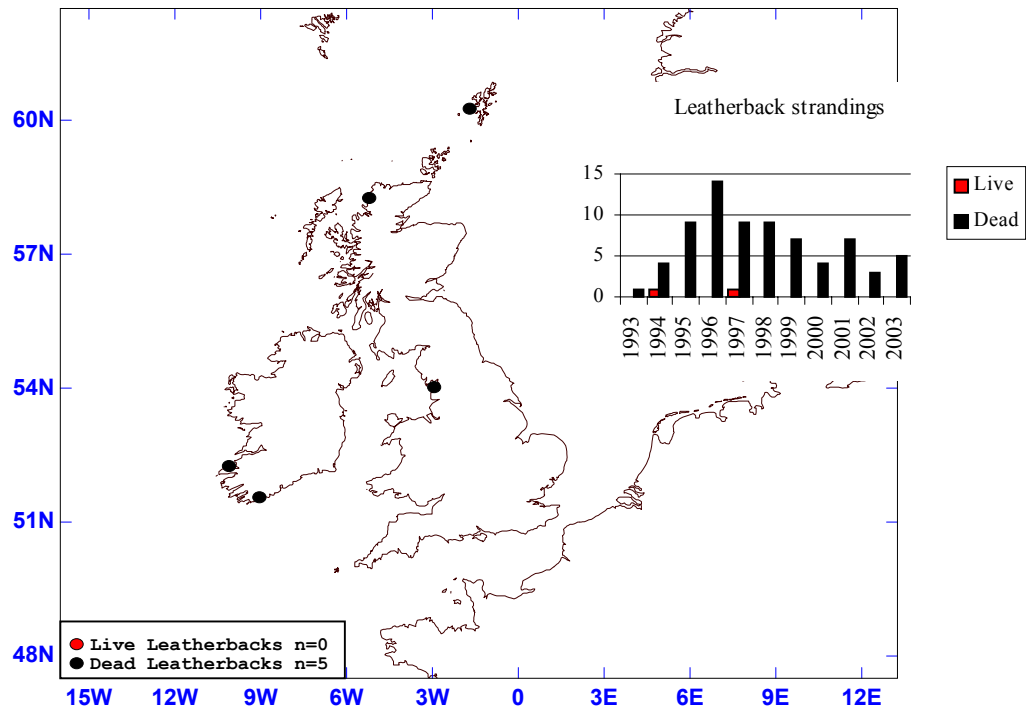 60N
57N
54N
51N
48N
15W 12W 9W 6W 3W 0 3E 6E 9E 12E
Leatherback strandings
15
10
5
0
1993 1994 1995 1996 1997 1998 1999 2000 2001 2002 2003
Live
Dead
Live Leatherbacks n=0
Dead Leatherbacks n=5